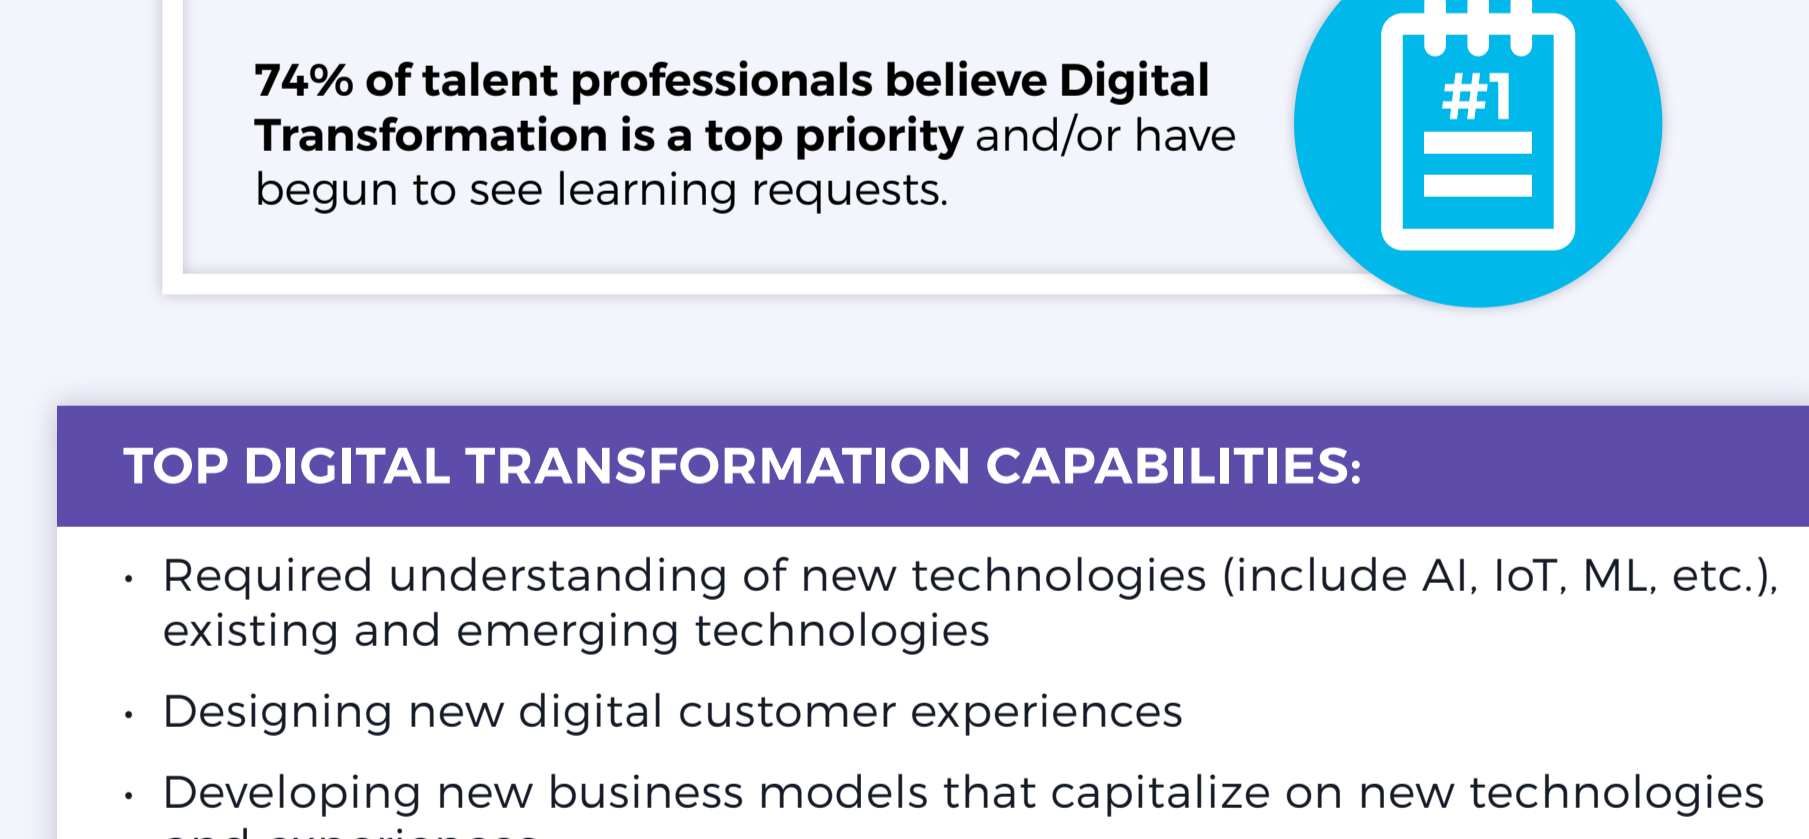 74% of talent professionals believe Digital
Transformation is a top priority and/or have
begun to see learning requests.
#1
TOP DIGITAL TRANSFORMATION CAPABILITIES:
• Required understanding of new technologies (include AI, IoT, ML, etc.),
existing and emerging technologies
• Designing new digital customer experiences
• Developing new business models that capitalize on new technologies
and experiences